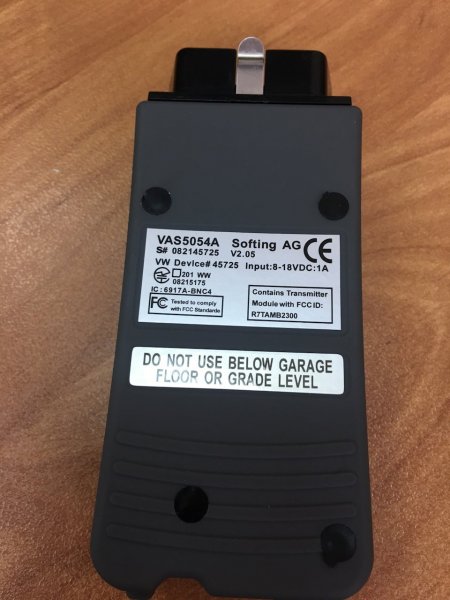 VAS5054A Softing AG CE
S# 082145725 V2.05
VW Device# 45725 Input:8-18VDC:1A
201 WW
08215175
IC : 6917A-BNC4
FC Tested to comply
with FCC Standards
Contains Transmitter
Module with FCC ID:
R7TAMB2300
DO NOT USE BELOW GARAGE
FLOOR OR GRADE LEVEL